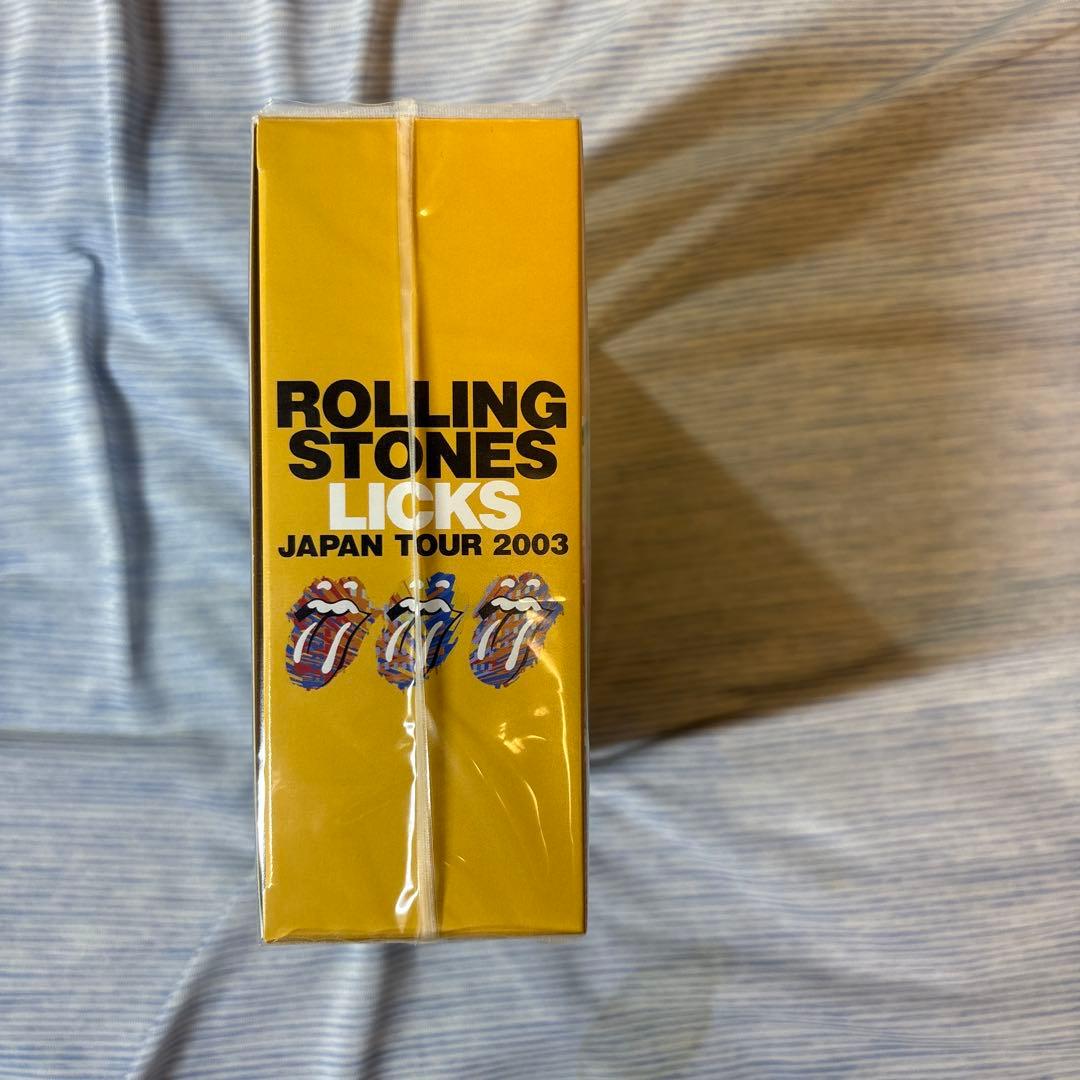 ROLLING
STONES
LICKS
JAPAN TOUR 2003